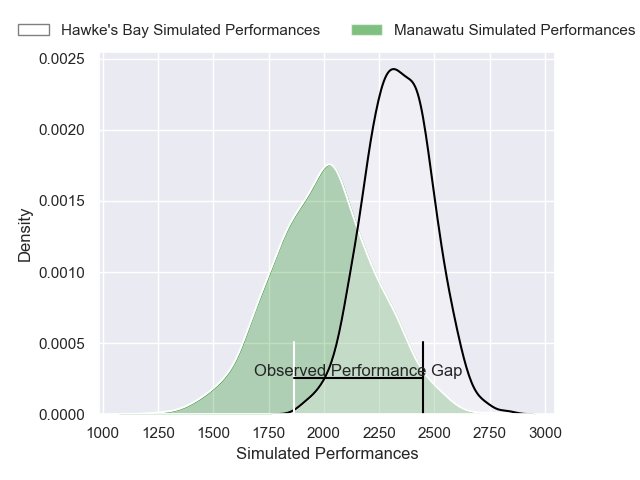 Hawke's Bay Simulated Performances Manawatu Simulated Performances
0.0025
0.0020
0.0015
0.0010
0.0005
0.0000
Density
Observed Performance Gap
1000 1250 1500 1750 2000 2250 2500 2750 3000
Simulated Performances